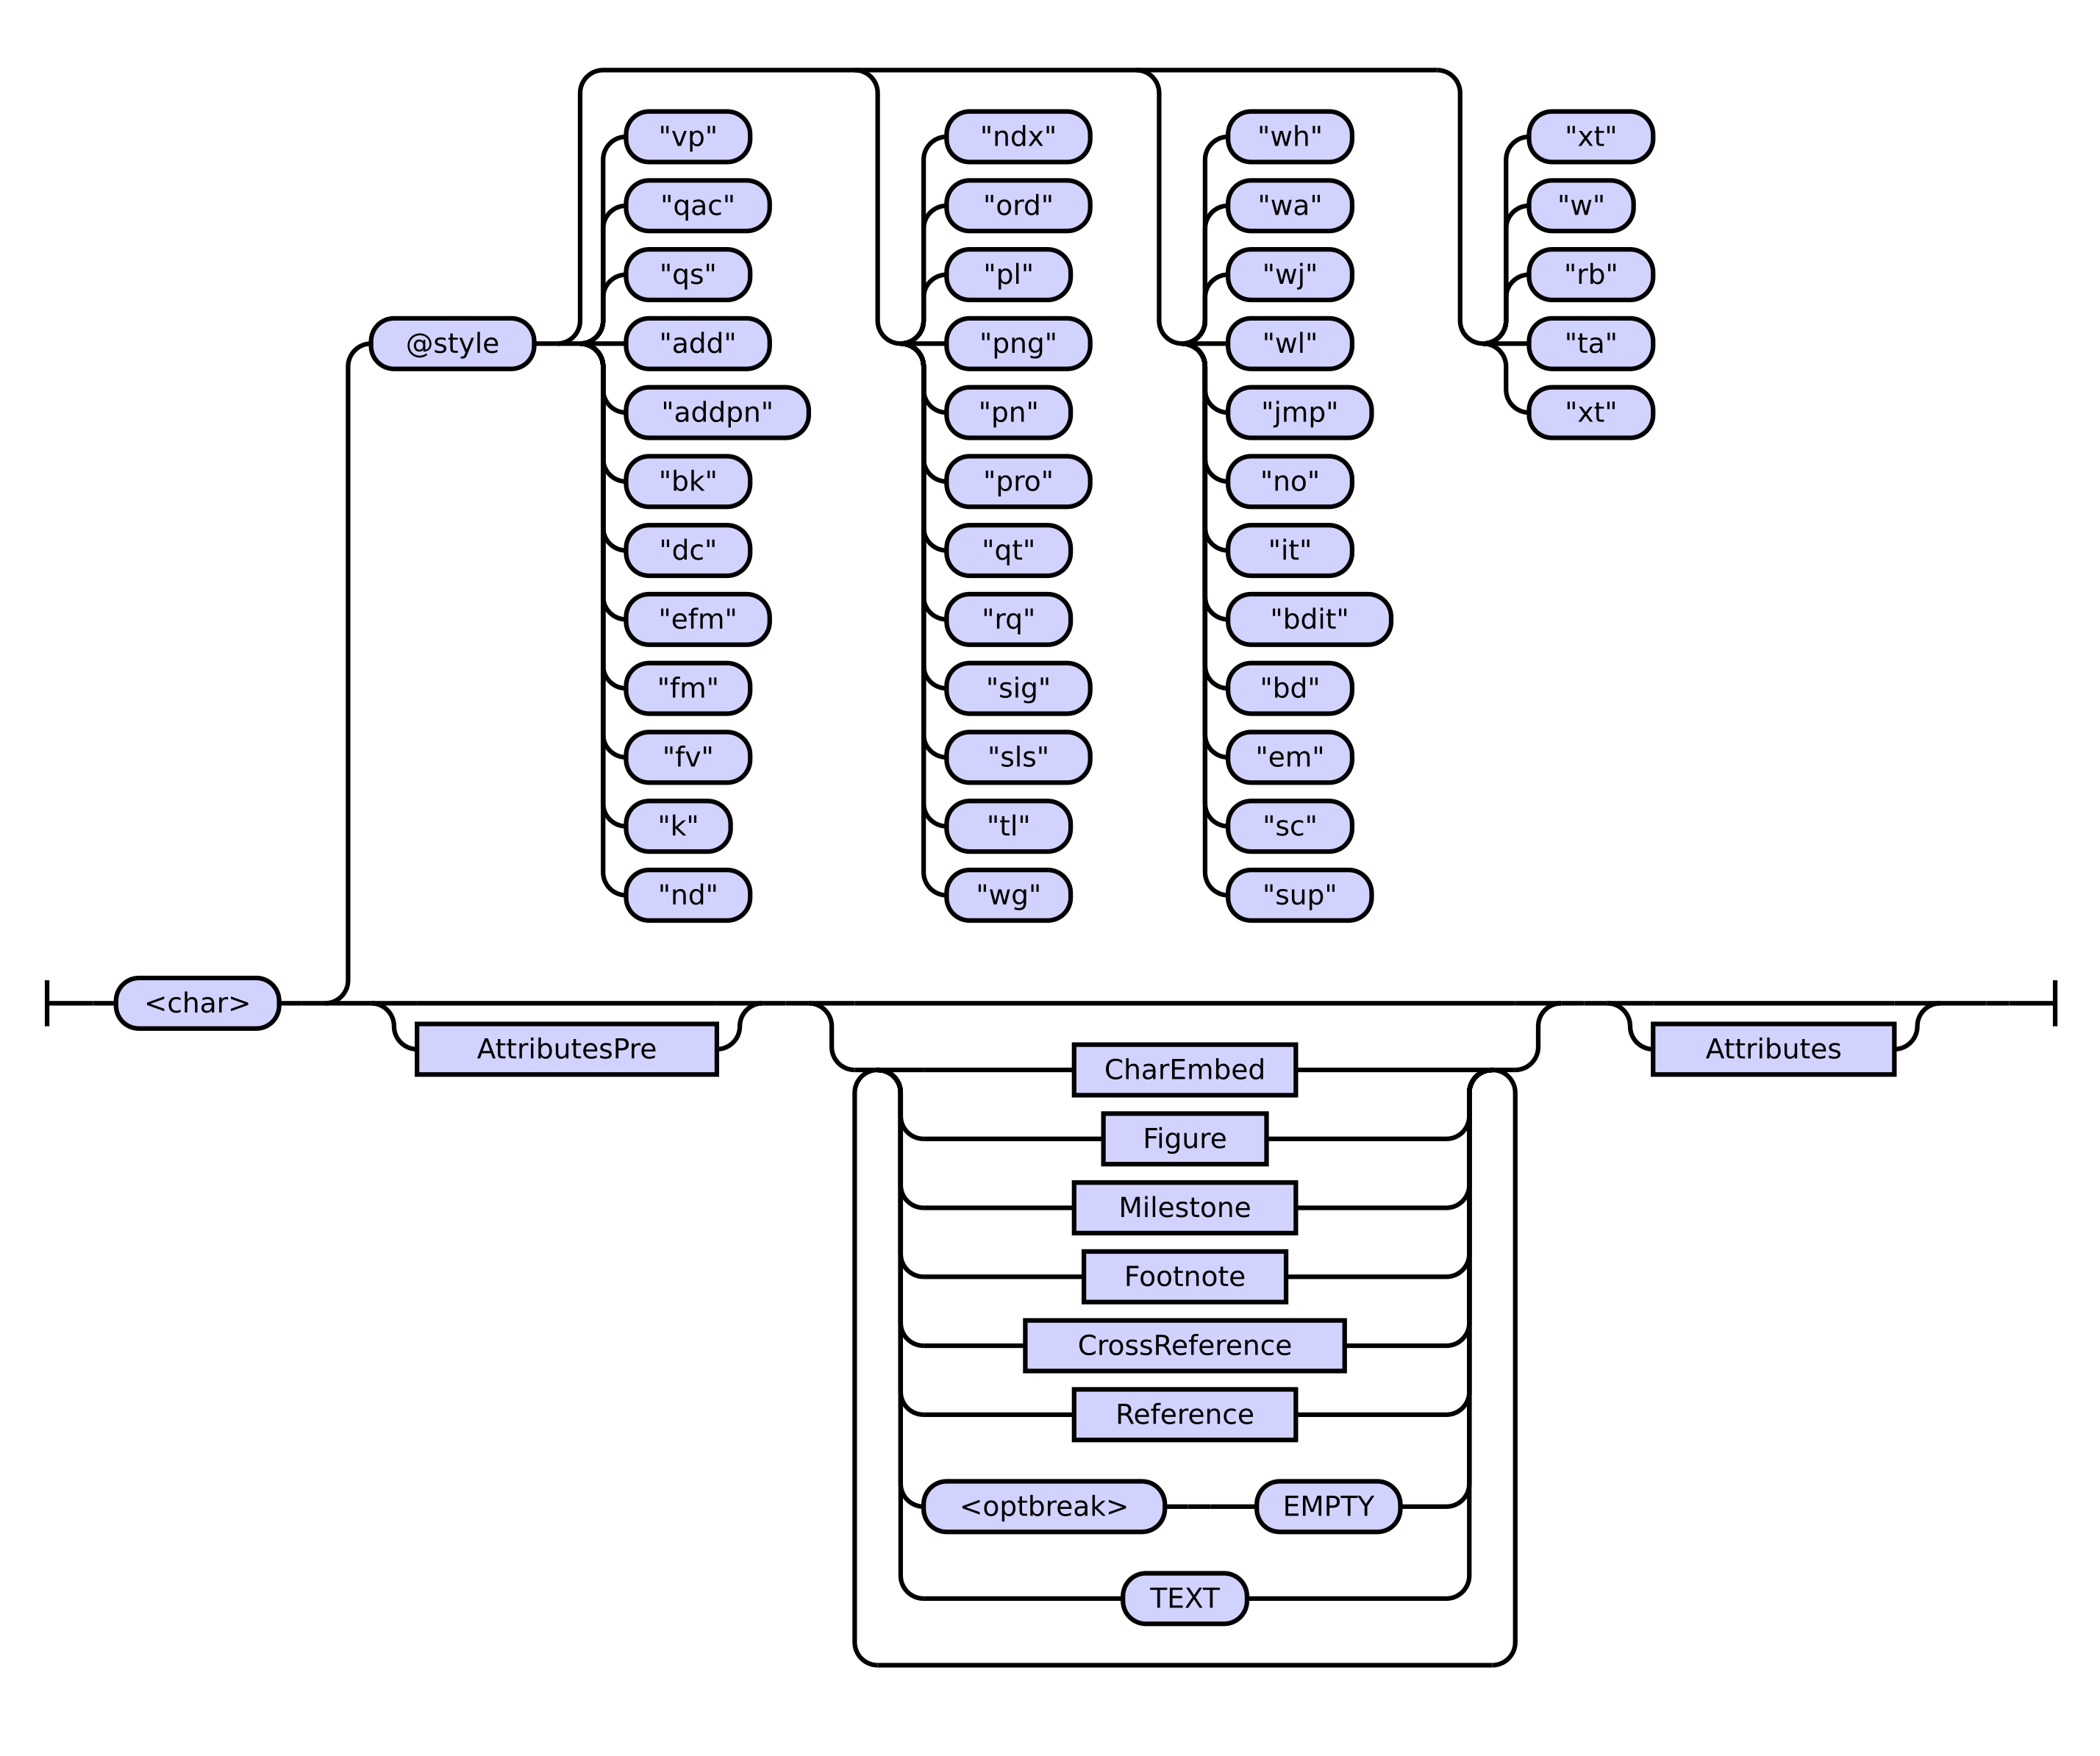 @style
"vp"
"qac"
"qs"
"add"
"addpn"
"bk"
"dc"
"efm"
"fm"
"fv"
"k"
"nd"
"ndx"
"ord"
"pl"
"png"
"pn"
"pro"
"qt"
"rq"
"sig"
"sls"
"tl"
"wg"
"wh"
"wa"
"wj"
"wl"
"jmp"
"no"
"it"
"bdit"
"bd"
"em"
"sc"
"sup"
"xt"
"w"
"rb"
"ta"
"xt"
<char>
AttributesPre
CharEmbed
Figure
Milestone
Footnote
CrossReference
Reference
<optbreak> EMPTY
TEXT
Attributes